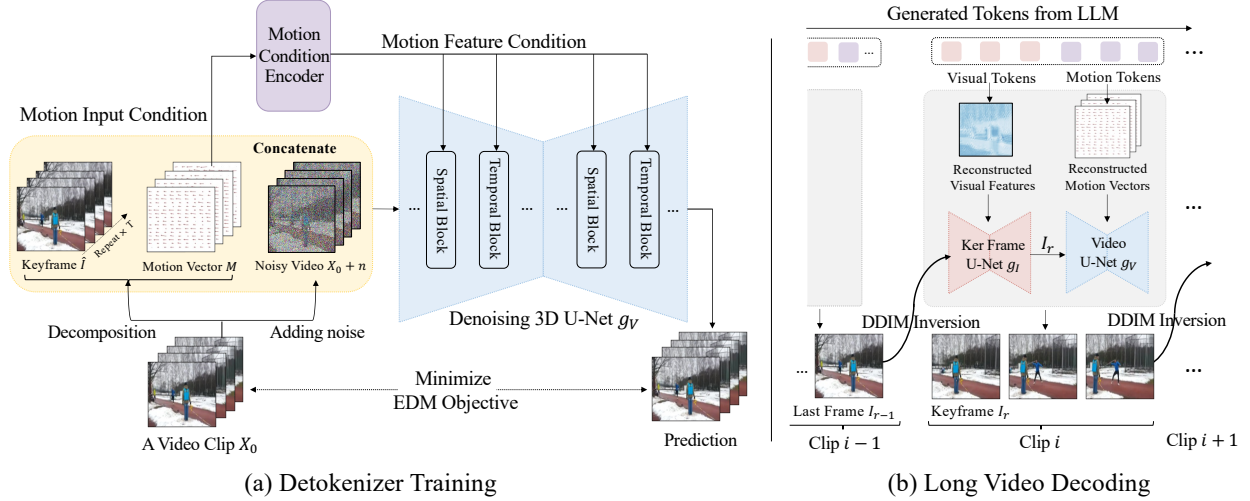 Motion
Condition
Encoder
Motion Feature Condition
Motion Input Condition
Concatenate
Repeat × T
Keyframe Î
Motion Vector M
Noisy Video X₀ + n
...
Spatial Block
Temporal Block
...
...
Spatial Block
Temporal Block
...
Denoising 3D U-Net g_V
Decomposition
Adding noise
Minimize
EDM Objective
A Video Clip X₀
Prediction
(a) Detokenizer Training
Generated Tokens from LLM
...
...
Visual Tokens
Motion Tokens
Reconstructed
Visual Features
Reconstructed
Motion Vectors
...
Ker Frame
U-Net g_I
I_r
Video
U-Net g_V
DDIM Inversion
DDIM Inversion
...
...
Last Frame I_{r−1}
Keyframe I_r
Clip i − 1
Clip i
Clip i + 1
(b) Long Video Decoding